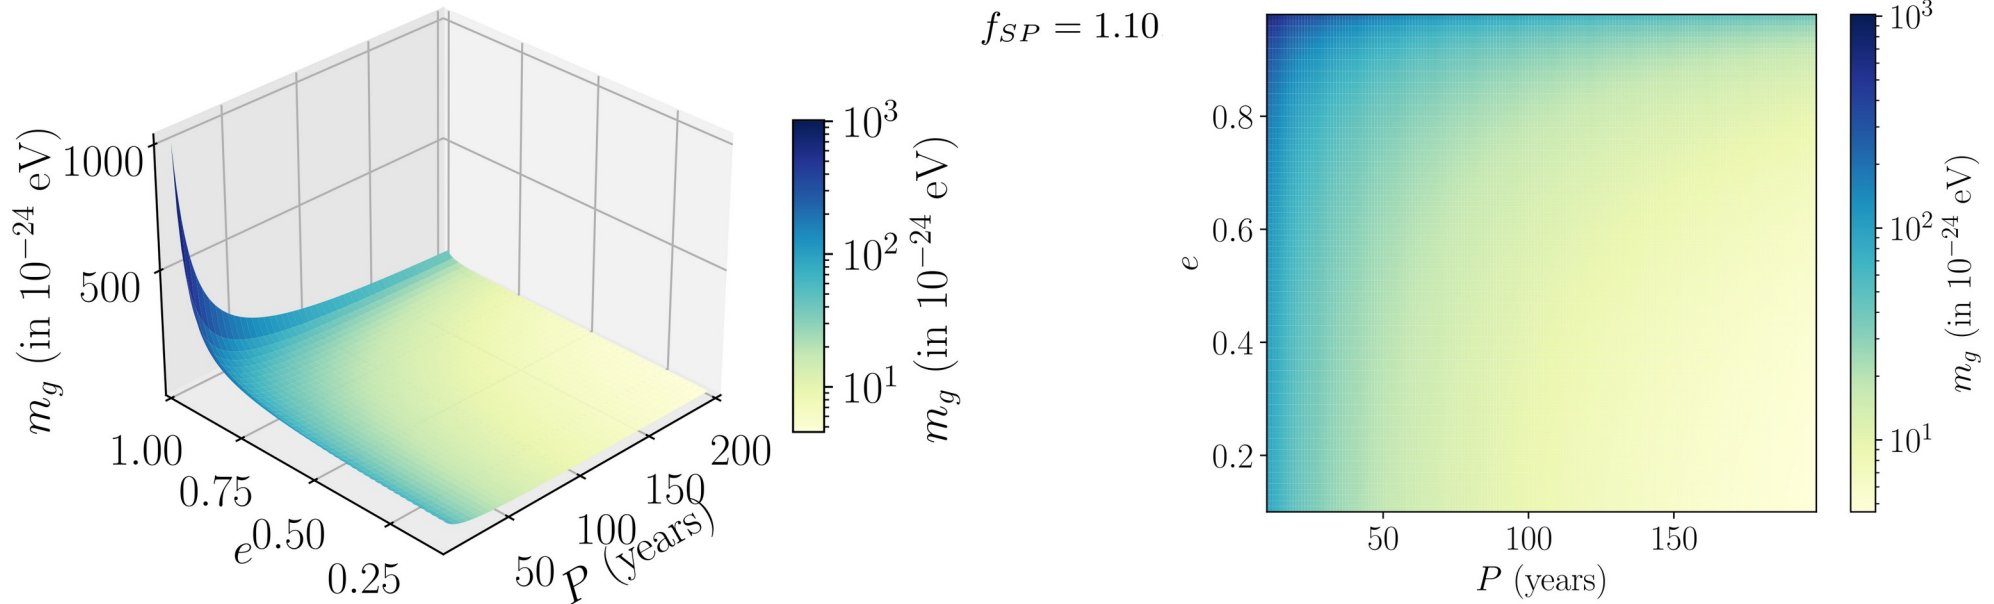 f_{SP} = 1.10
1000
500
m_g (in 10^{−24} eV)
1.00
0.75
0.50
0.25
e
50
100
150
200
P (years)
10^3
10^2
10^1
m_g (in 10^{−24} eV)
0.8
0.6
0.4
0.2
e
50 100 150
P (years)
10^3
10^2
10^1
m_g (in 10^{−24} eV)